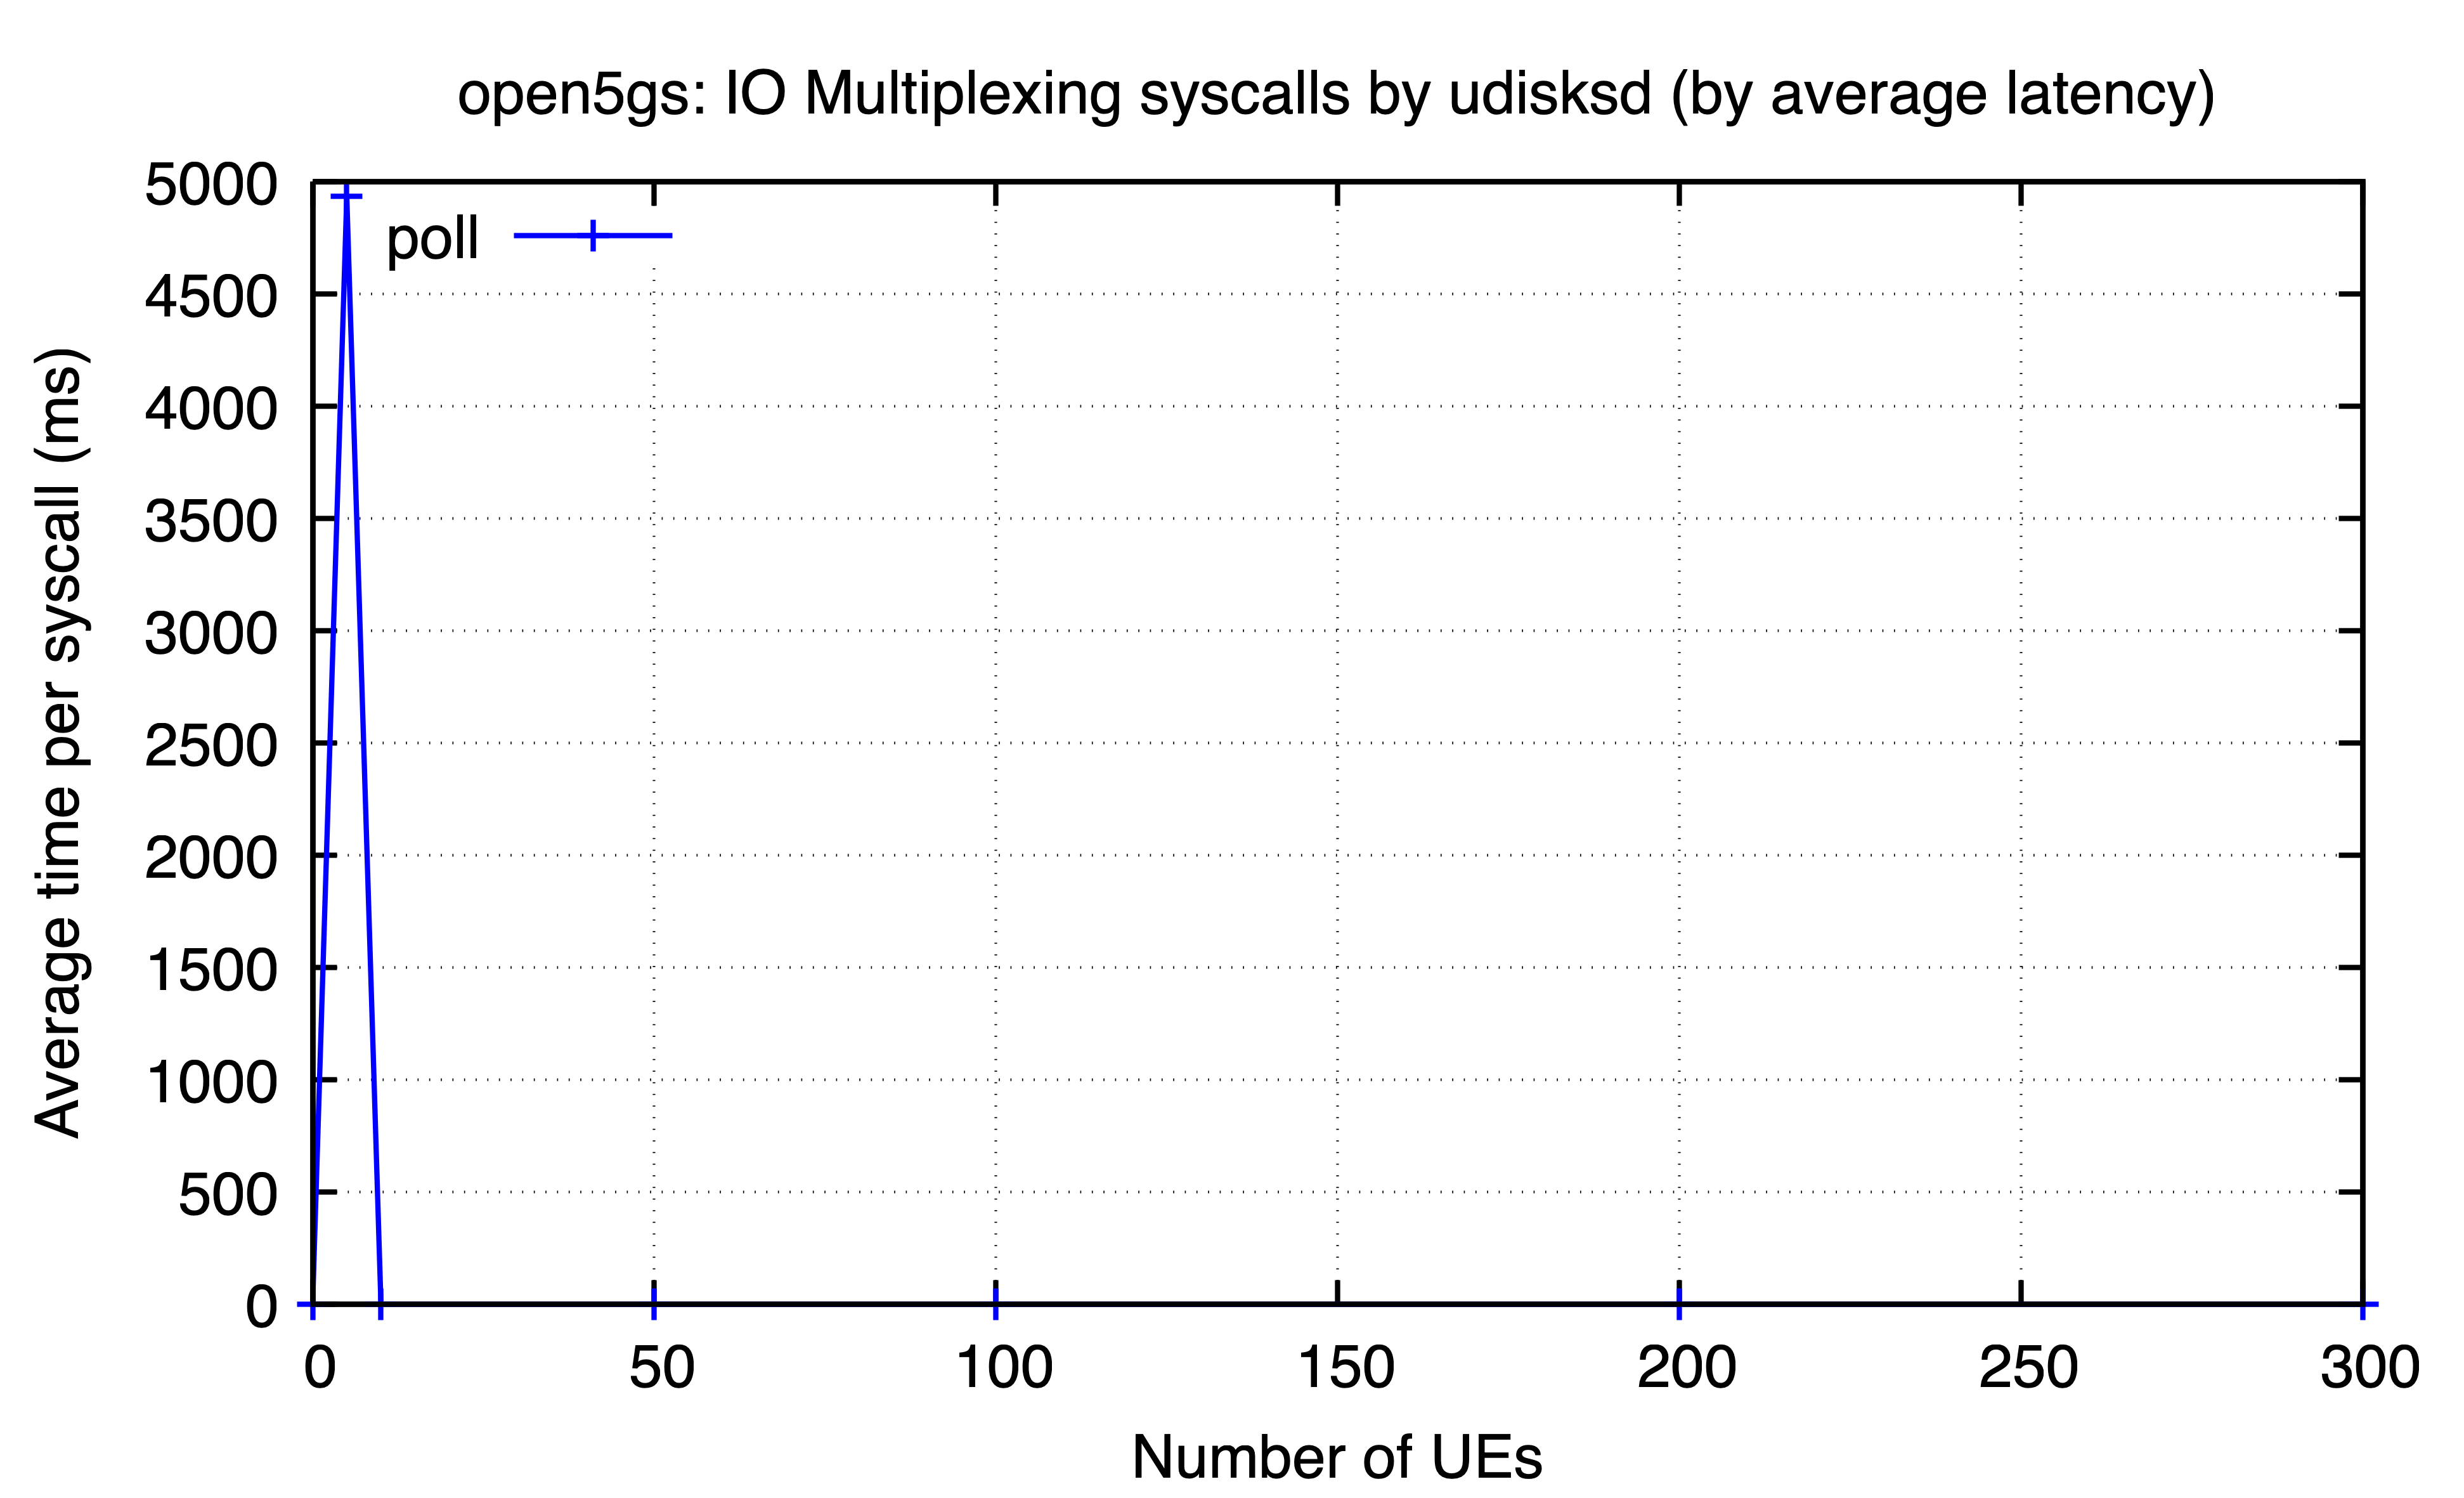 open5gs: IO Multiplexing syscalls by udisksd (by average latency)
5000
poll
4500
4000
3500
3000
2500
2000
1500
1000
500
0
Average time per syscall (ms)
0 50 100 150 200 250 300
Number of UEs